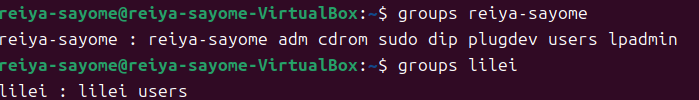 reiya-sayome@reiya-sayome-VirtualBox:~$ groups reiya-sayome
reiya-sayome : reiya-sayome adm cdrom sudo dip plugdev users lpadmin
reiya-sayome@reiya-sayome-VirtualBox:~$ groups lilei
lilei : lilei users